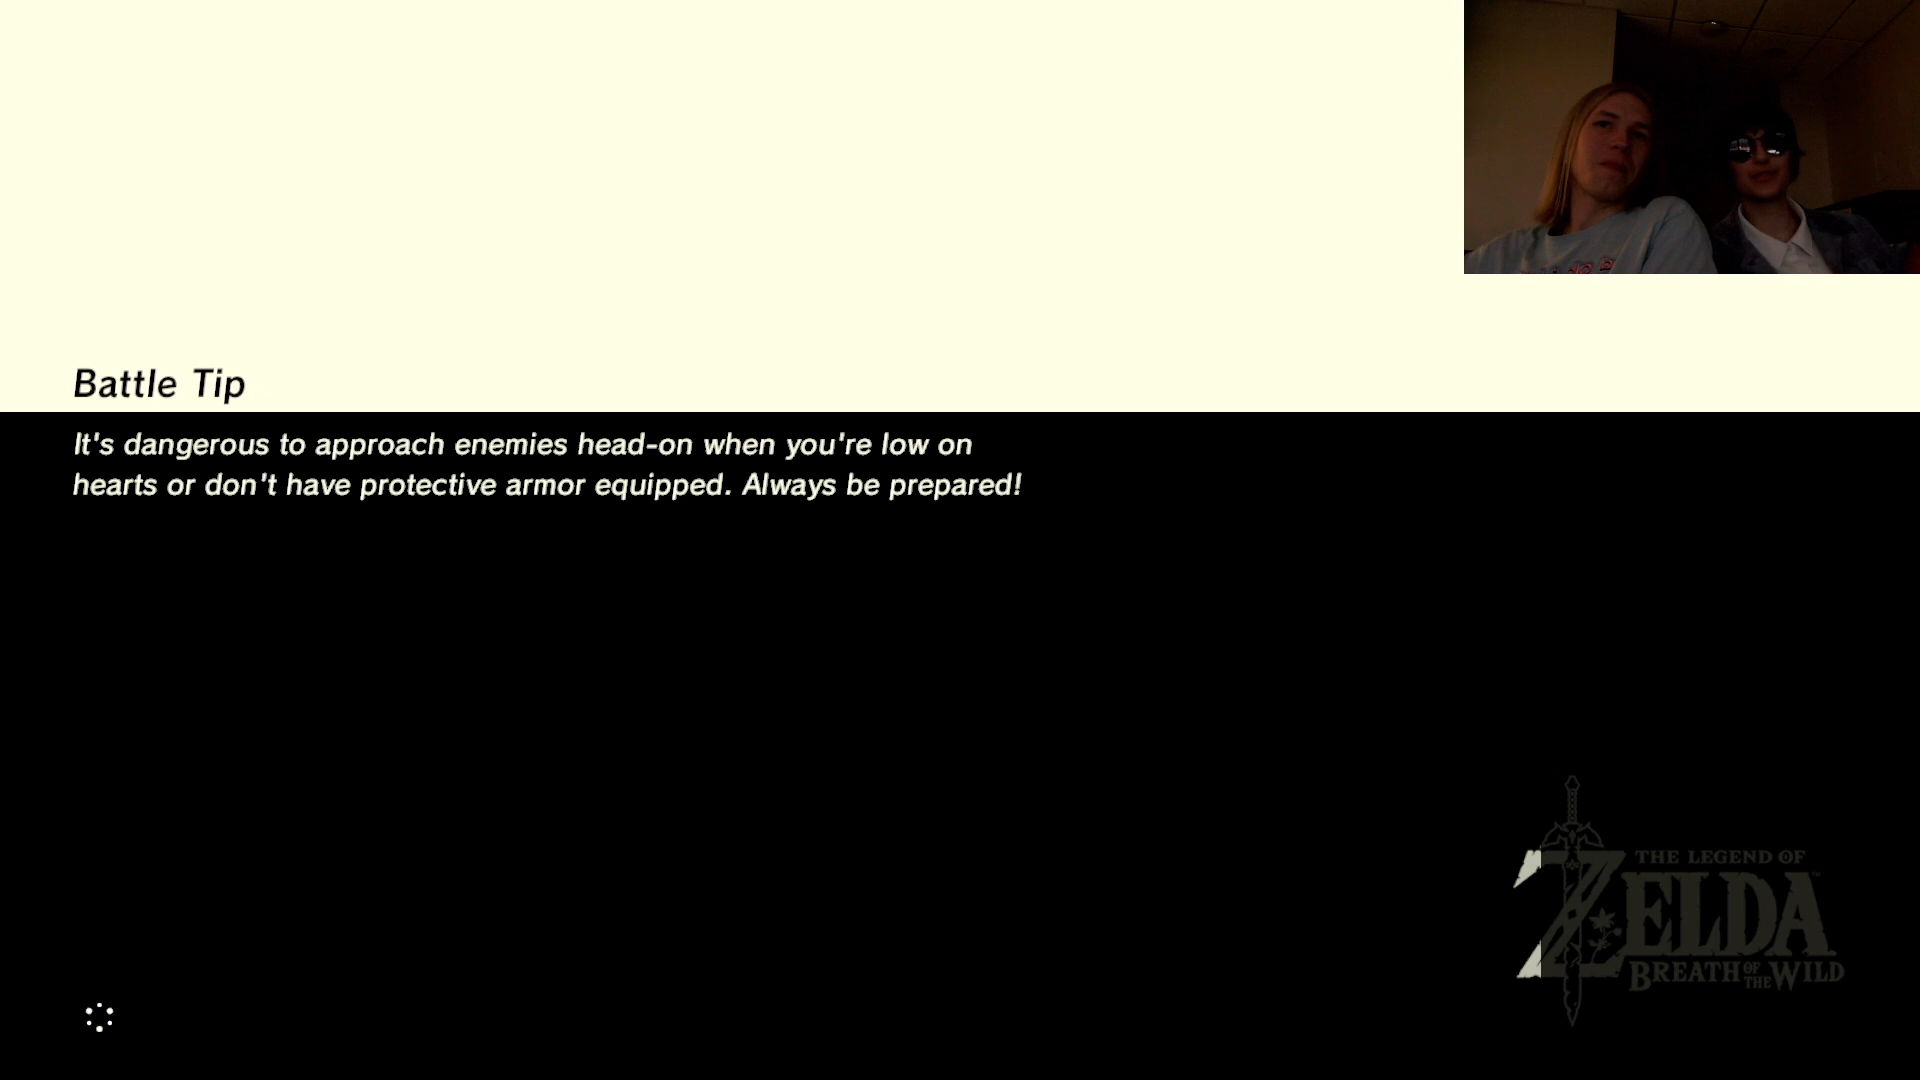 Battle Tip
It's dangerous to approach enemies head-on when you're low on
hearts or don't have protective armor equipped. Always be prepared!
THE LEGEND OF
ZELDA
BREATH OF THE WILD